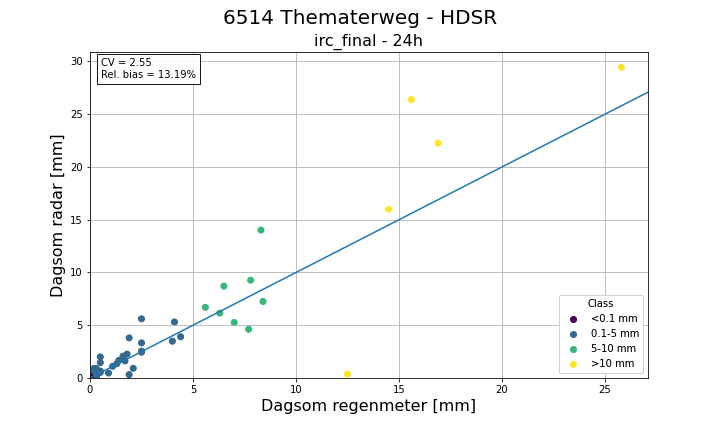 6514 Thematerweg - HDSR
irc_final - 24h
CV = 2.55
Rel. bias = 13.19%
Dagsom radar [mm]
30
25
20
15
10
5
0
0 5 10 15 20 25
Dagsom regenmeter [mm]
Class
<0.1 mm
0.1-5 mm
5-10 mm
>10 mm